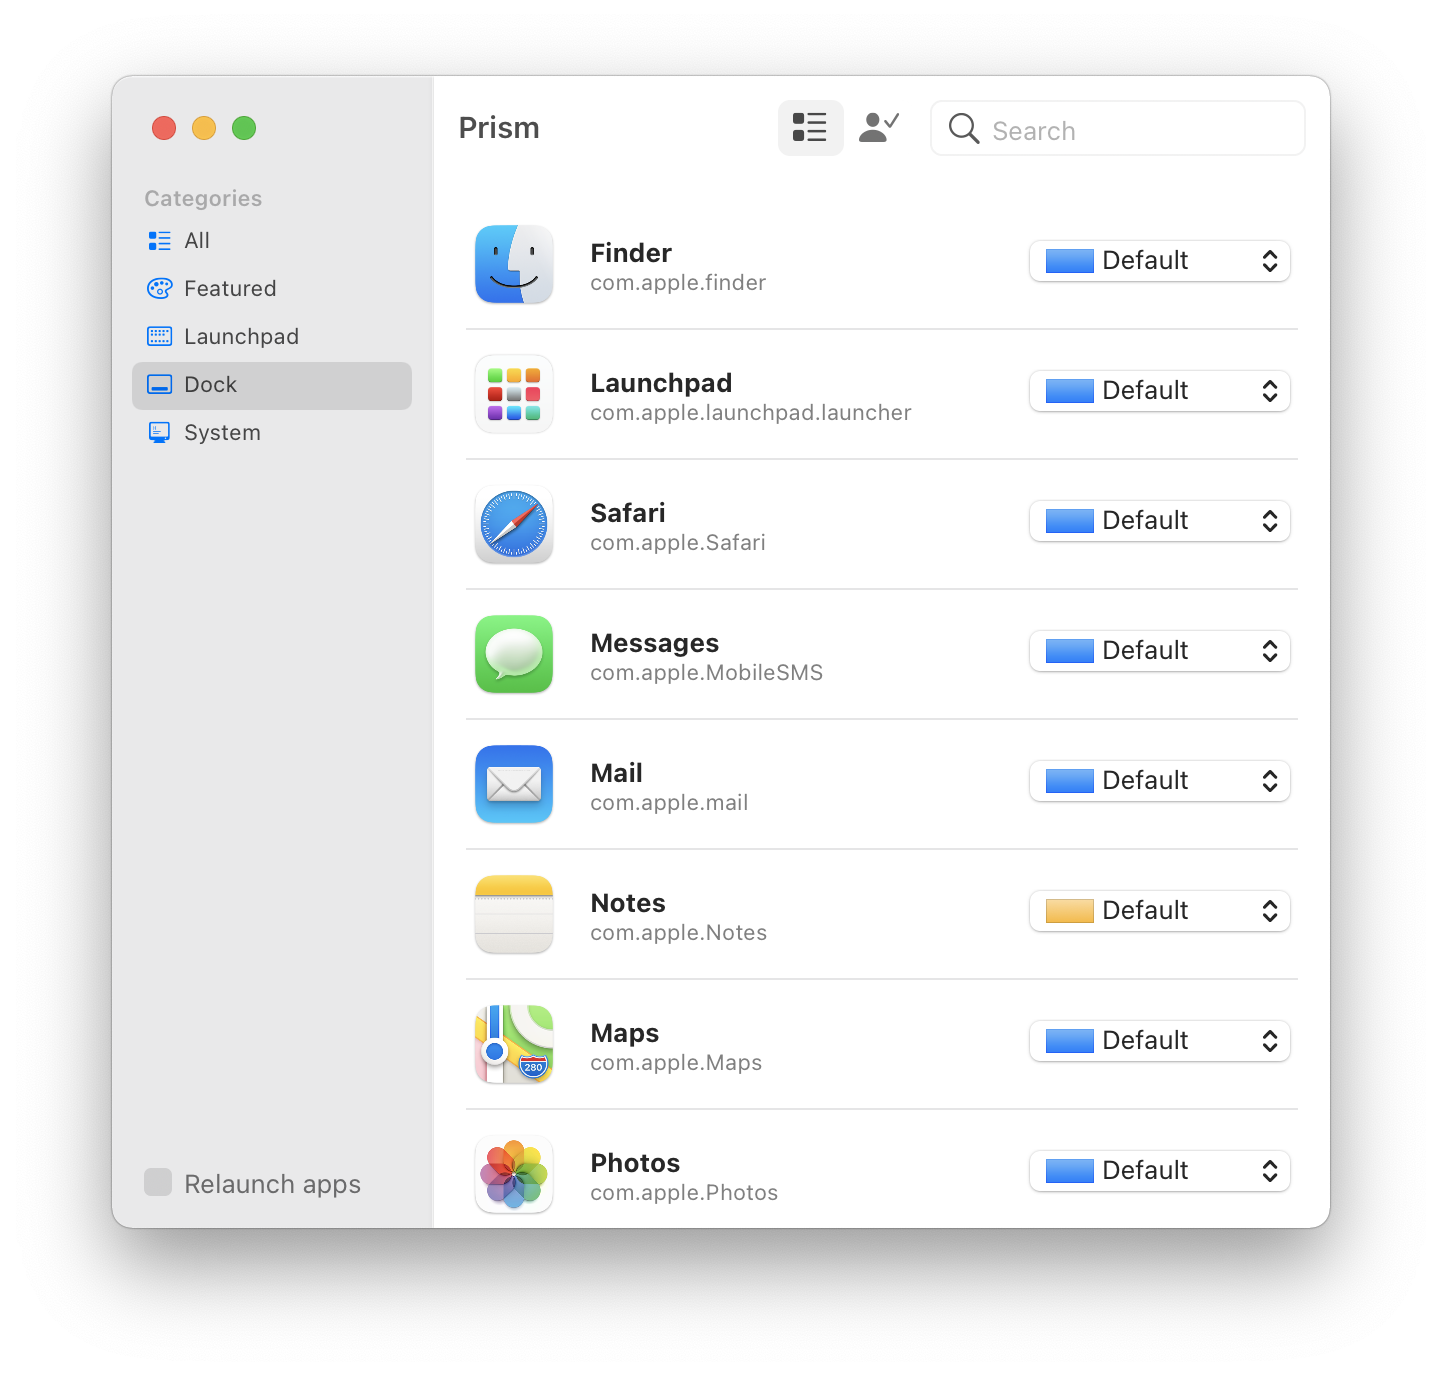 Prism
Search
Categories
All
Featured
Launchpad
Dock
System
Relaunch apps
Finder
com.apple.finder
Default
Launchpad
com.apple.launchpad.launcher
Default
Safari
com.apple.Safari
Default
Messages
com.apple.MobileSMS
Default
Mail
com.apple.mail
Default
Notes
com.apple.Notes
Default
280
Maps
com.apple.Maps
Default
Photos
com.apple.Photos
Default